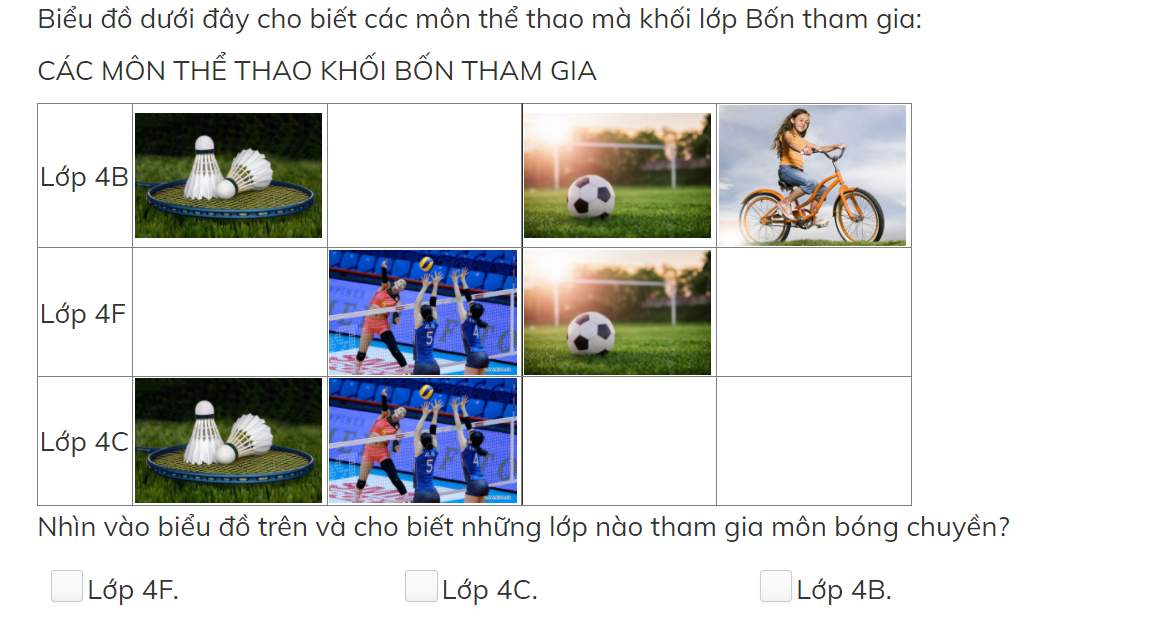 Biểu đồ dưới đây cho biết các môn thể thao mà khối lớp Bốn tham gia:
CÁC MÔN THỂ THAO KHỐI BỐN THAM GIA
Lớp 4B
Lớp 4F
Lớp 4C
Nhìn vào biểu đồ trên và cho biết những lớp nào tham gia môn bóng chuyền?
Lớp 4F. Lớp 4C. Lớp 4B.